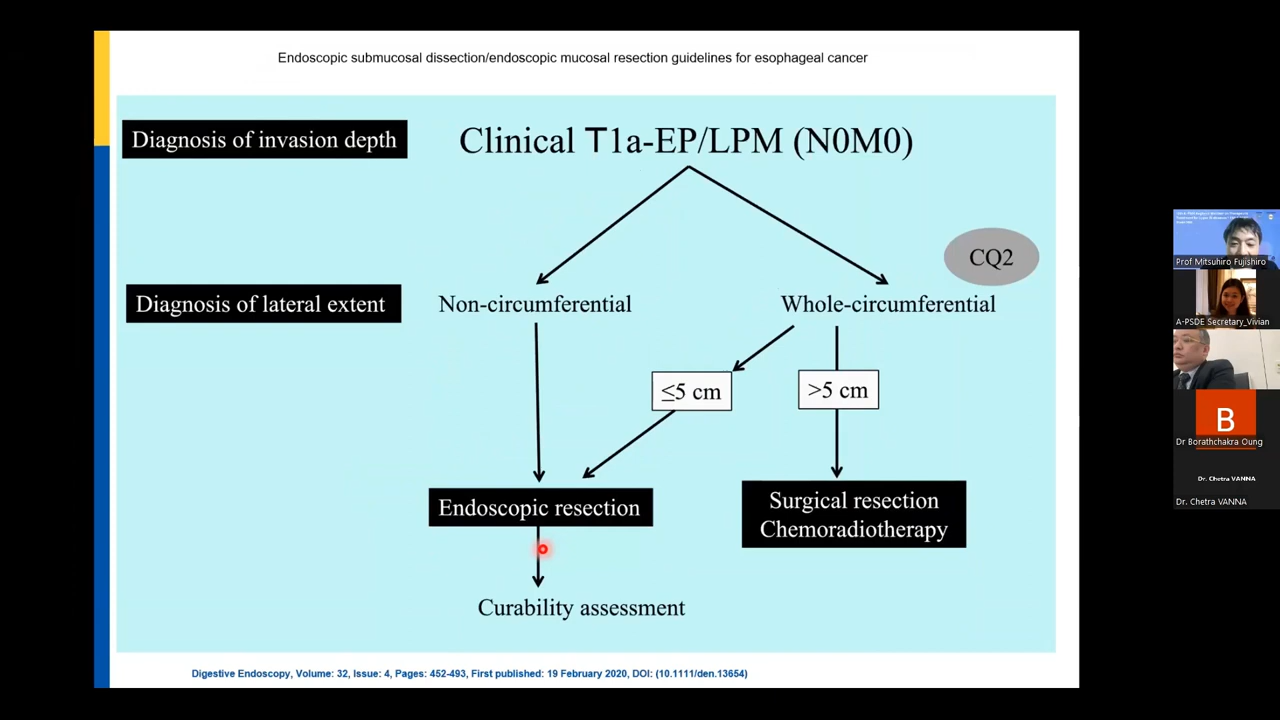 Endoscopic submucosal dissection/endoscopic mucosal resection guidelines for esophageal cancer
Diagnosis of invasion depth
Clinical T1a-EP/LPM (N0M0)
CQ2
Diagnosis of lateral extent
Non-circumferential
Whole-circumferential
≤5 cm
>5 cm
Endoscopic resection
Surgical resection
Chemoradiotherapy
Curability assessment
Digestive Endoscopy, Volume: 32, Issue: 4, Pages: 452-493, First published: 19 February 2020, DOI: (10.1111/den.13654)
Prof Mitsuhiro Fujishiro
A-PSDE Secretary_Vivian
B
Dr Borathchakra Oung
Dr. Chetra VANNA
Dr. Chetra VANNA